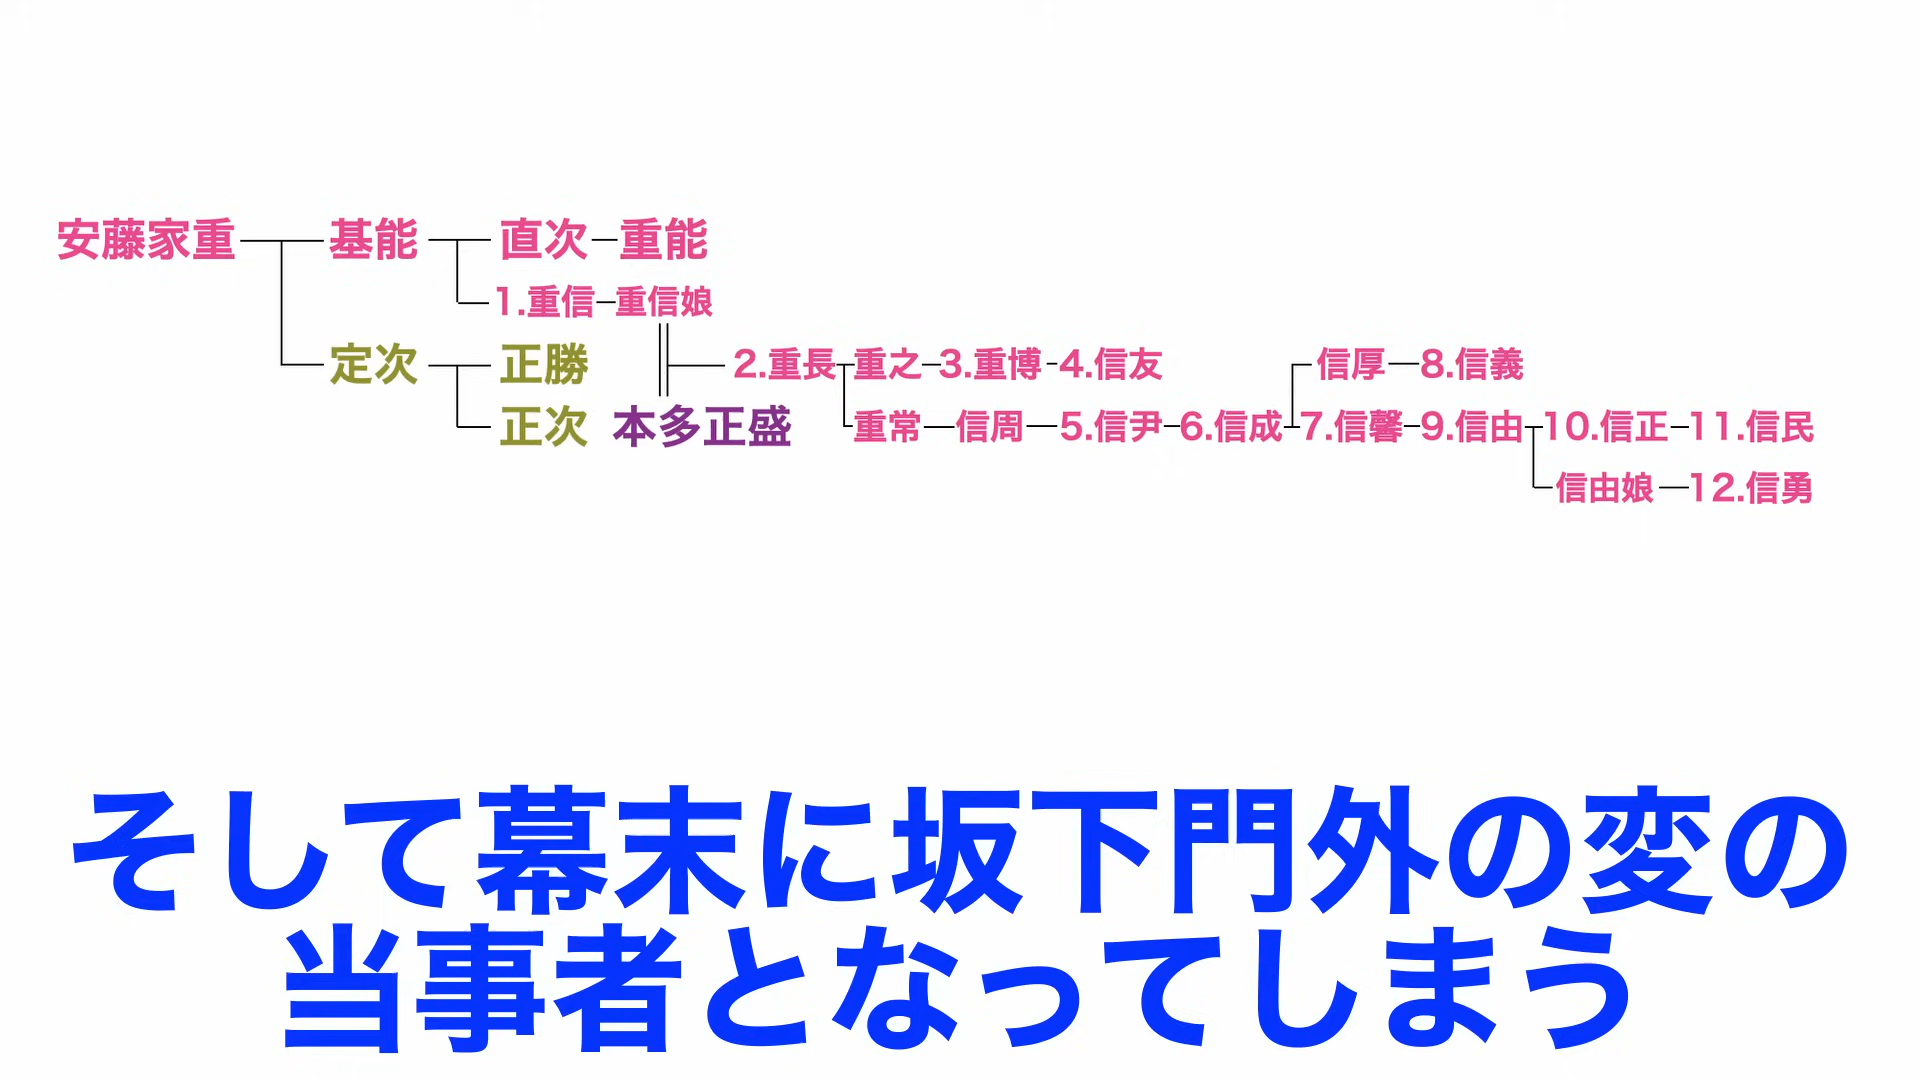 安藤家重 基能 直次 重能
1.重信 重信娘
定次 正勝 2.重長 重之 3.重博 4.信友 信厚 8.信義
正次 本多正盛 重常 信周 5.信尹 6.信成 7.信馨 9.信由 10.信正 11.信民
信由娘 12.信勇
そして幕末に坂下門外の変の
当事者となってしまう